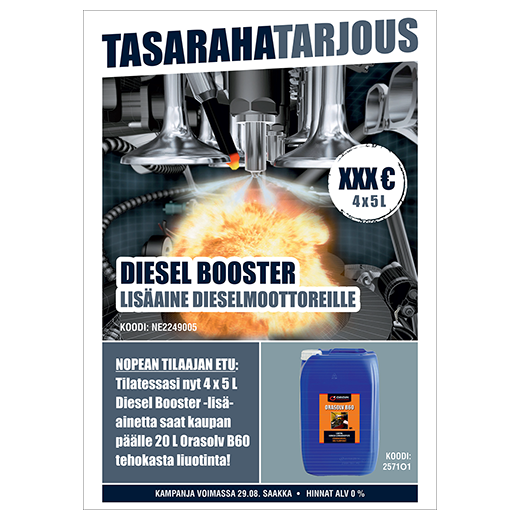 TASARAHATARJOUS
XXX €
4 x 5 L
DIESEL BOOSTER
LISÄAINE DIESELMOOTTOREILLE
KOODI: NE2249005
NOPEAN TILAAJAN ETU:
Tilatessasi nyt 4 x 5 L
Diesel Booster -lisä-
ainetta saat kaupan
päälle 20 L Orasolv B60
tehokasta liuotinta!
ORASOLV B60
KOODI:
257101
KAMPANJA VOIMASSA 29.08. SAAKKA • HINNAT ALV 0 %